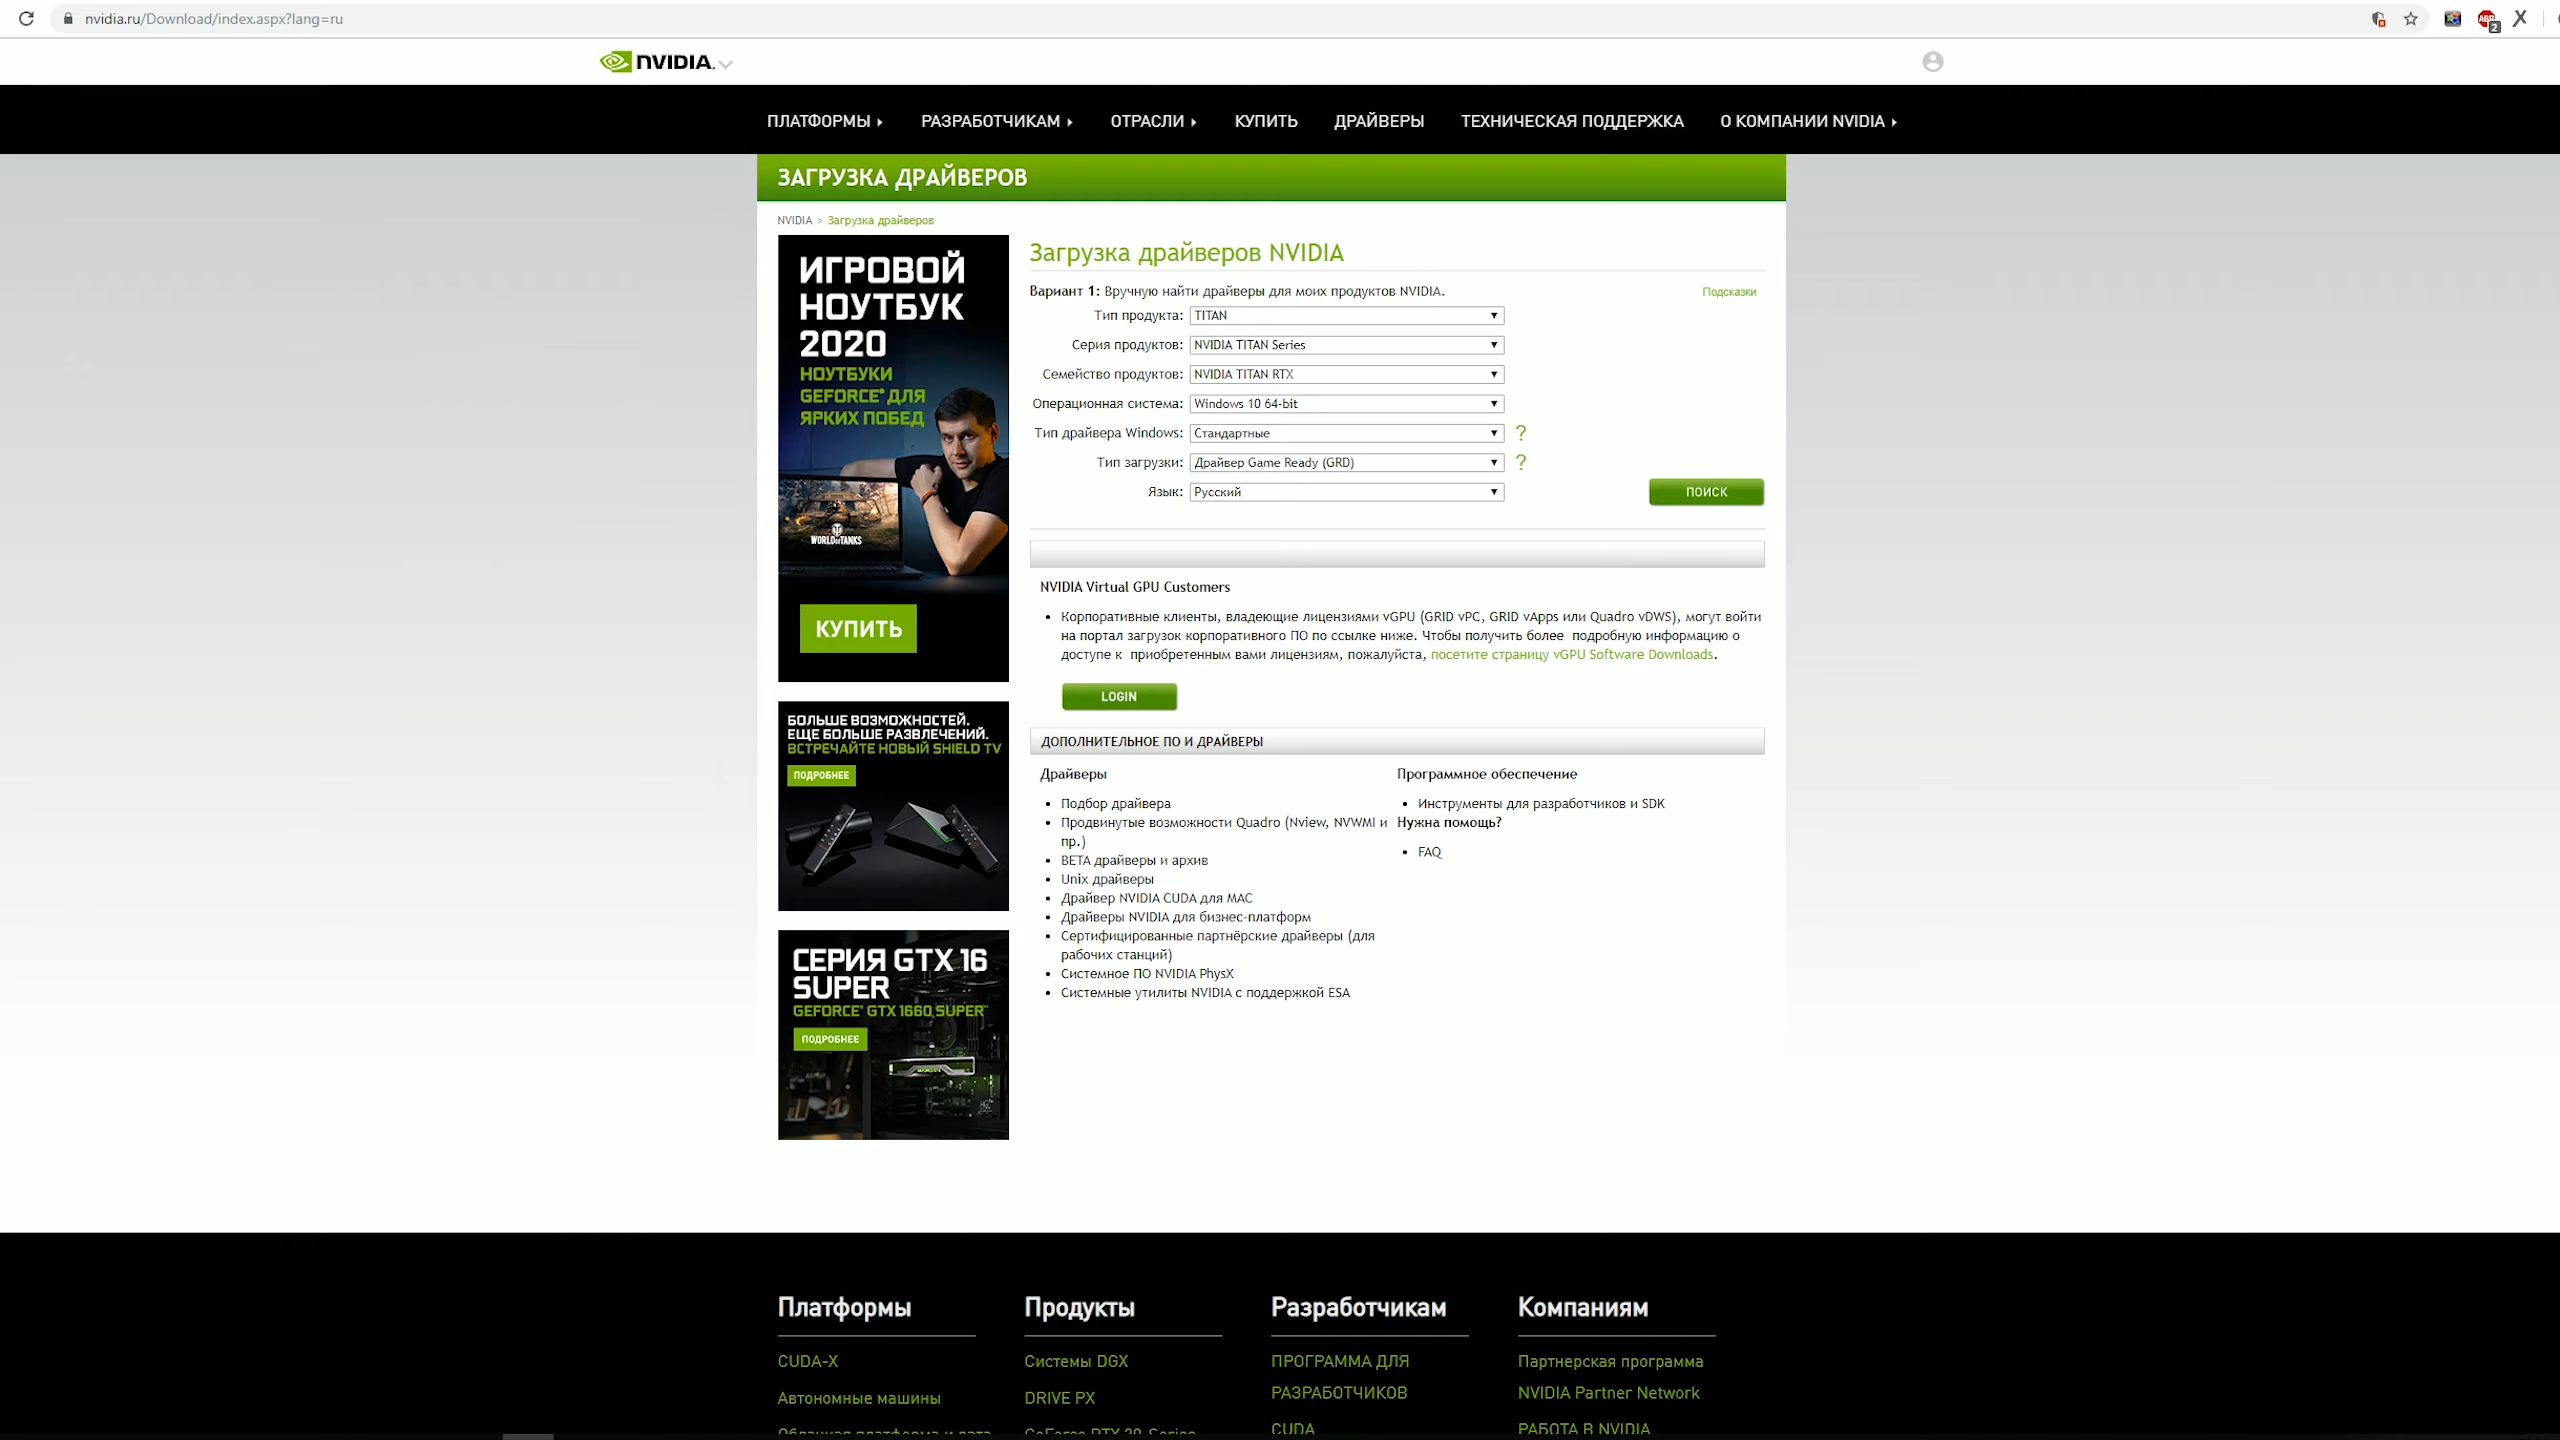 nvidia.ru/Download/index.aspx?lang=ru
ABP
2
X
NVIDIA.
ПЛАТФОРМЫ
РАЗРАБОТЧИКАМ
ОТРАСЛИ
КУПИТЬ
ДРАЙВЕРЫ
ТЕХНИЧЕСКАЯ ПОДДЕРЖКА
О КОМПАНИИ NVIDIA
ЗАГРУЗКА ДРАЙВЕРОВ
NVIDIA > Загрузка драйверов
ИГРОВОЙ
НОУТБУК
2020
НОУТБУКИ
GEFORCE® ДЛЯ
ЯРКИХ ПОБЕД
WORLD OF TANKS
КУПИТЬ
БОЛЬШЕ ВОЗМОЖНОСТЕЙ.
ЕЩЕ БОЛЬШЕ РАЗВЛЕЧЕНИЙ.
ВСТРЕЧАЙТЕ НОВЫЙ SHIELD TV
ПОДРОБНЕЕ
СЕРИЯ GTX 16
SUPER
GEFORCE® GTX 1660 SUPER™
ПОДРОБНЕЕ
Загрузка драйверов NVIDIA
Вариант 1: Вручную найти драйверы для моих продуктов NVIDIA.
Подсказки
Тип продукта: TITAN
Серия продуктов: NVIDIA TITAN Series
Семейство продуктов: NVIDIA TITAN RTX
Операционная система: Windows 10 64-bit
Тип драйвера Windows: Стандартные ?
Тип загрузки: Драйвер Game Ready (GRD) ?
Язык: Русский
ПОИСК
NVIDIA Virtual GPU Customers
• Корпоративные клиенты, владеющие лицензиями vGPU (GRID vPC, GRID vApps или Quadro vDWS), могут войти
на портал загрузок корпоративного ПО по ссылке ниже. Чтобы получить более подробную информацию о
доступе к приобретенным вами лицензиям, пожалуйста, посетите страницу vGPU Software Downloads.
LOGIN
ДОПОЛНИТЕЛЬНОЕ ПО И ДРАЙВЕРЫ
Драйверы
• Подбор драйвера
• Продвинутые возможности Quadro (Nview, NVWMI и
пр.)
• BETA драйверы и архив
• Unix драйверы
• Драйвер NVIDIA CUDA для MAC
• Драйверы NVIDIA для бизнес-платформ
• Сертифицированные партнёрские драйверы (для
рабочих станций)
• Системное ПО NVIDIA PhysX
• Системные утилиты NVIDIA с поддержкой ESA
Программное обеспечение
• Инструменты для разработчиков и SDK
Нужна помощь?
• FAQ
Платформы
CUDA-X
Автономные машины
Облачная платформа и дата
Продукты
Системы DGX
DRIVE PX
GeForce RTX 20-Series
Разработчикам
ПРОГРАММА ДЛЯ
РАЗРАБОТЧИКОВ
CUDA
Компаниям
Партнерская программа
NVIDIA Partner Network
РАБОТА В NVIDIA